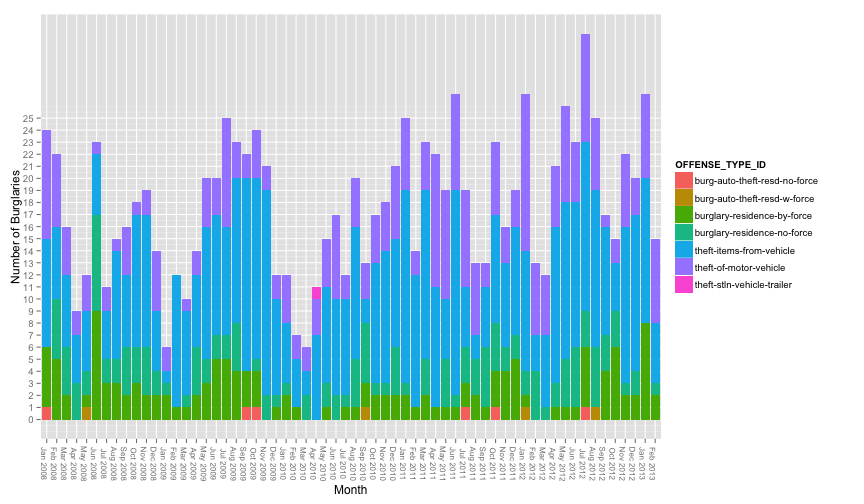 Number of Burglaries
25
24
23
22
21
20
19
18
17
16
15
14
13
12
11
10
9
8
7
6
5
4
3
2
1
0
Jan 2008
Feb 2008
Mar 2008
Apr 2008
May 2008
Jun 2008
Jul 2008
Aug 2008
Sep 2008
Oct 2008
Nov 2008
Dec 2008
Jan 2009
Feb 2009
Mar 2009
Apr 2009
May 2009
Jun 2009
Jul 2009
Aug 2009
Sep 2009
Oct 2009
Nov 2009
Dec 2009
Jan 2010
Feb 2010
Mar 2010
Apr 2010
May 2010
Jun 2010
Jul 2010
Aug 2010
Sep 2010
Oct 2010
Nov 2010
Dec 2010
Jan 2011
Feb 2011
Mar 2011
Apr 2011
May 2011
Jun 2011
Jul 2011
Aug 2011
Sep 2011
Oct 2011
Nov 2011
Dec 2011
Jan 2012
Feb 2012
Mar 2012
Apr 2012
May 2012
Jun 2012
Jul 2012
Aug 2012
Sep 2012
Oct 2012
Nov 2012
Dec 2012
Jan 2013
Feb 2013
Month
OFFENSE_TYPE_ID
burg-auto-theft-resd-no-force
burg-auto-theft-resd-w-force
burglary-residence-by-force
burglary-residence-no-force
theft-items-from-vehicle
theft-of-motor-vehicle
theft-stln-vehicle-trailer